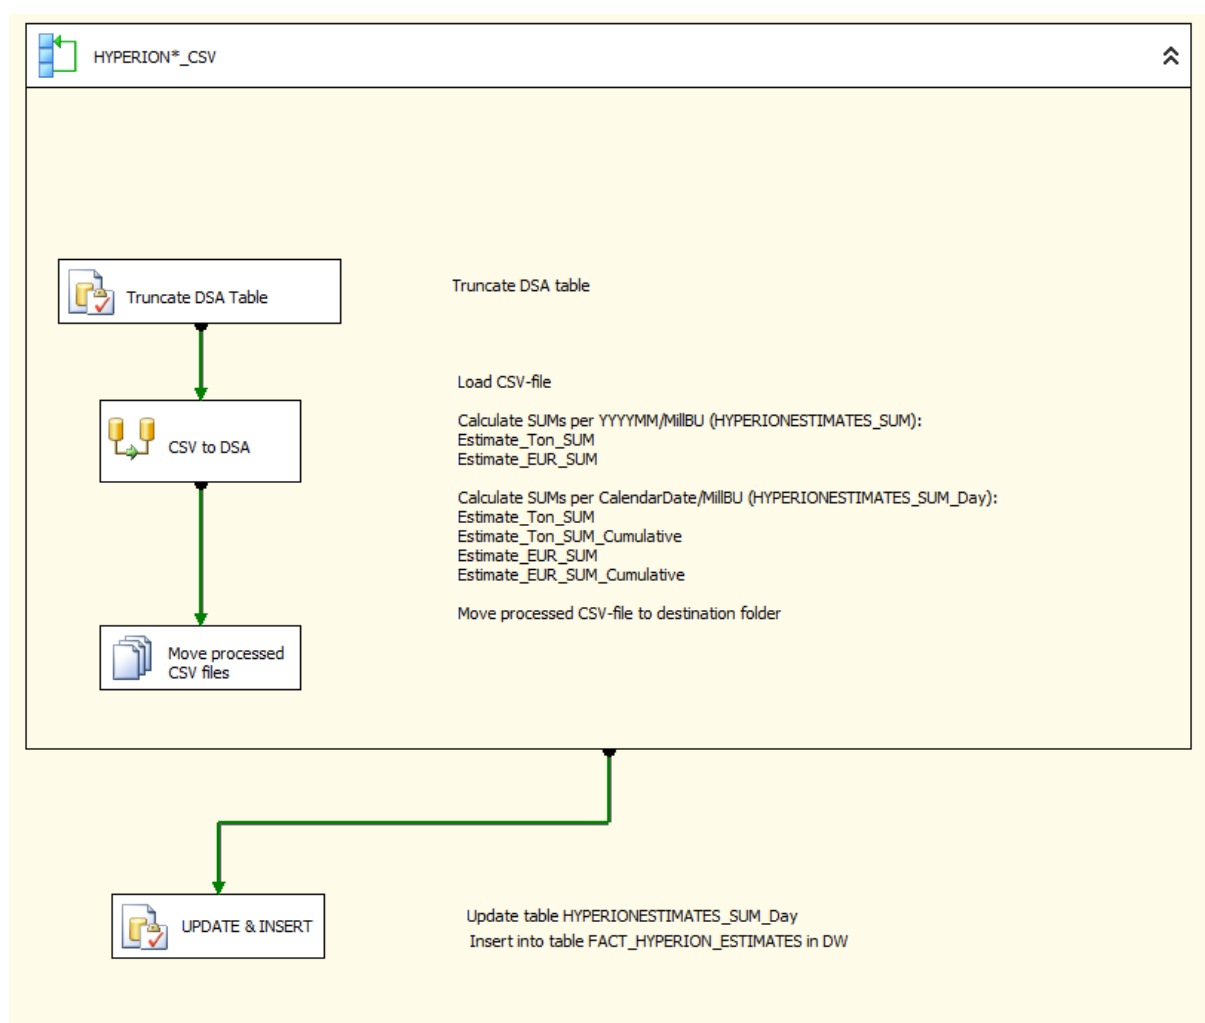 HYPERION*_CSV
Truncate DSA Table
Truncate DSA table
Load CSV-file
Calculate SUMs per YYYYMM/MillBU (HYPERIONESTIMATES_SUM):
Estimate_Ton_SUM
Estimate_EUR_SUM
CSV to DSA
Calculate SUMs per CalendarDate/MillBU (HYPERIONESTIMATES_SUM_Day):
Estimate_Ton_SUM
Estimate_Ton_SUM_Cumulative
Estimate_EUR_SUM
Estimate_EUR_SUM_Cumulative
Move processed CSV-file to destination folder
Move processed
CSV files
UPDATE & INSERT
Update table HYPERIONESTIMATES_SUM_Day
Insert into table FACT_HYPERION_ESTIMATES in DW